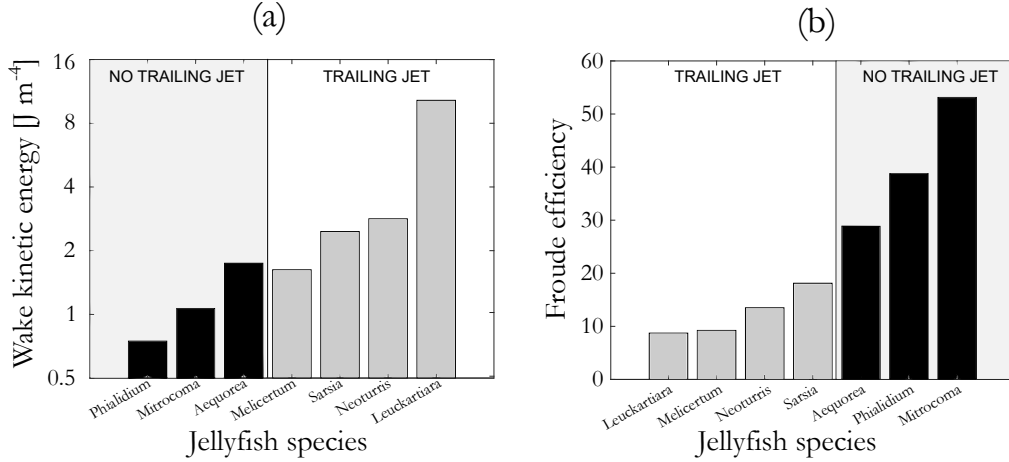 (a)
NO TRAILING JET
TRAILING JET
16
8
4
2
1
0.5
Wake kinetic energy [J m-4]
Phialidium
Mitrocoma
Aequorea
Melicertum
Sarsia
Neoturris
Leuckartiara
Jellyfish species
(b)
TRAILING JET
NO TRAILING JET
60
50
40
30
20
10
0
Froude efficiency
Leuckartiara
Melicertum
Neoturris
Sarsia
Aequorea
Phialidium
Mitrocoma
Jellyfish species